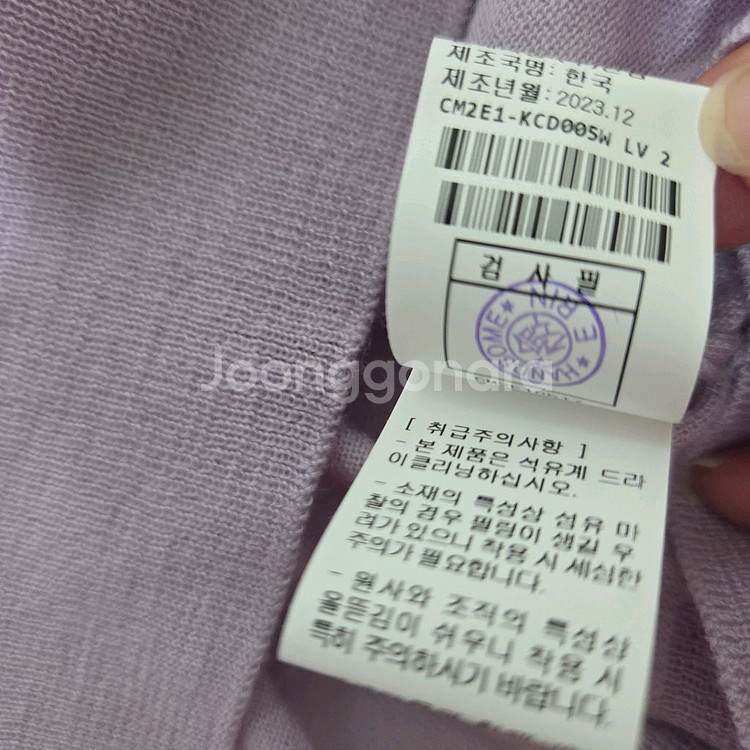 제조국명: 한국
제조년월: 2023.12
CM2E1-KCD005W LV 2
검 사 필
HANDSOME ★ E RIN ★
Joonggonara
[ 취급주의사항 ]
- 본 제품은 석유계 드라
이클리닝하십시오.
- 소재의 특성상 섬유 마
찰의 경우 필링이 생길 우
려가 있으니 착용 시 세심한
주의가 필요합니다.
- 원사와 조직의 특성상
올뜯김이 쉬우니 착용 시
특히 주의하시기 바랍니다.